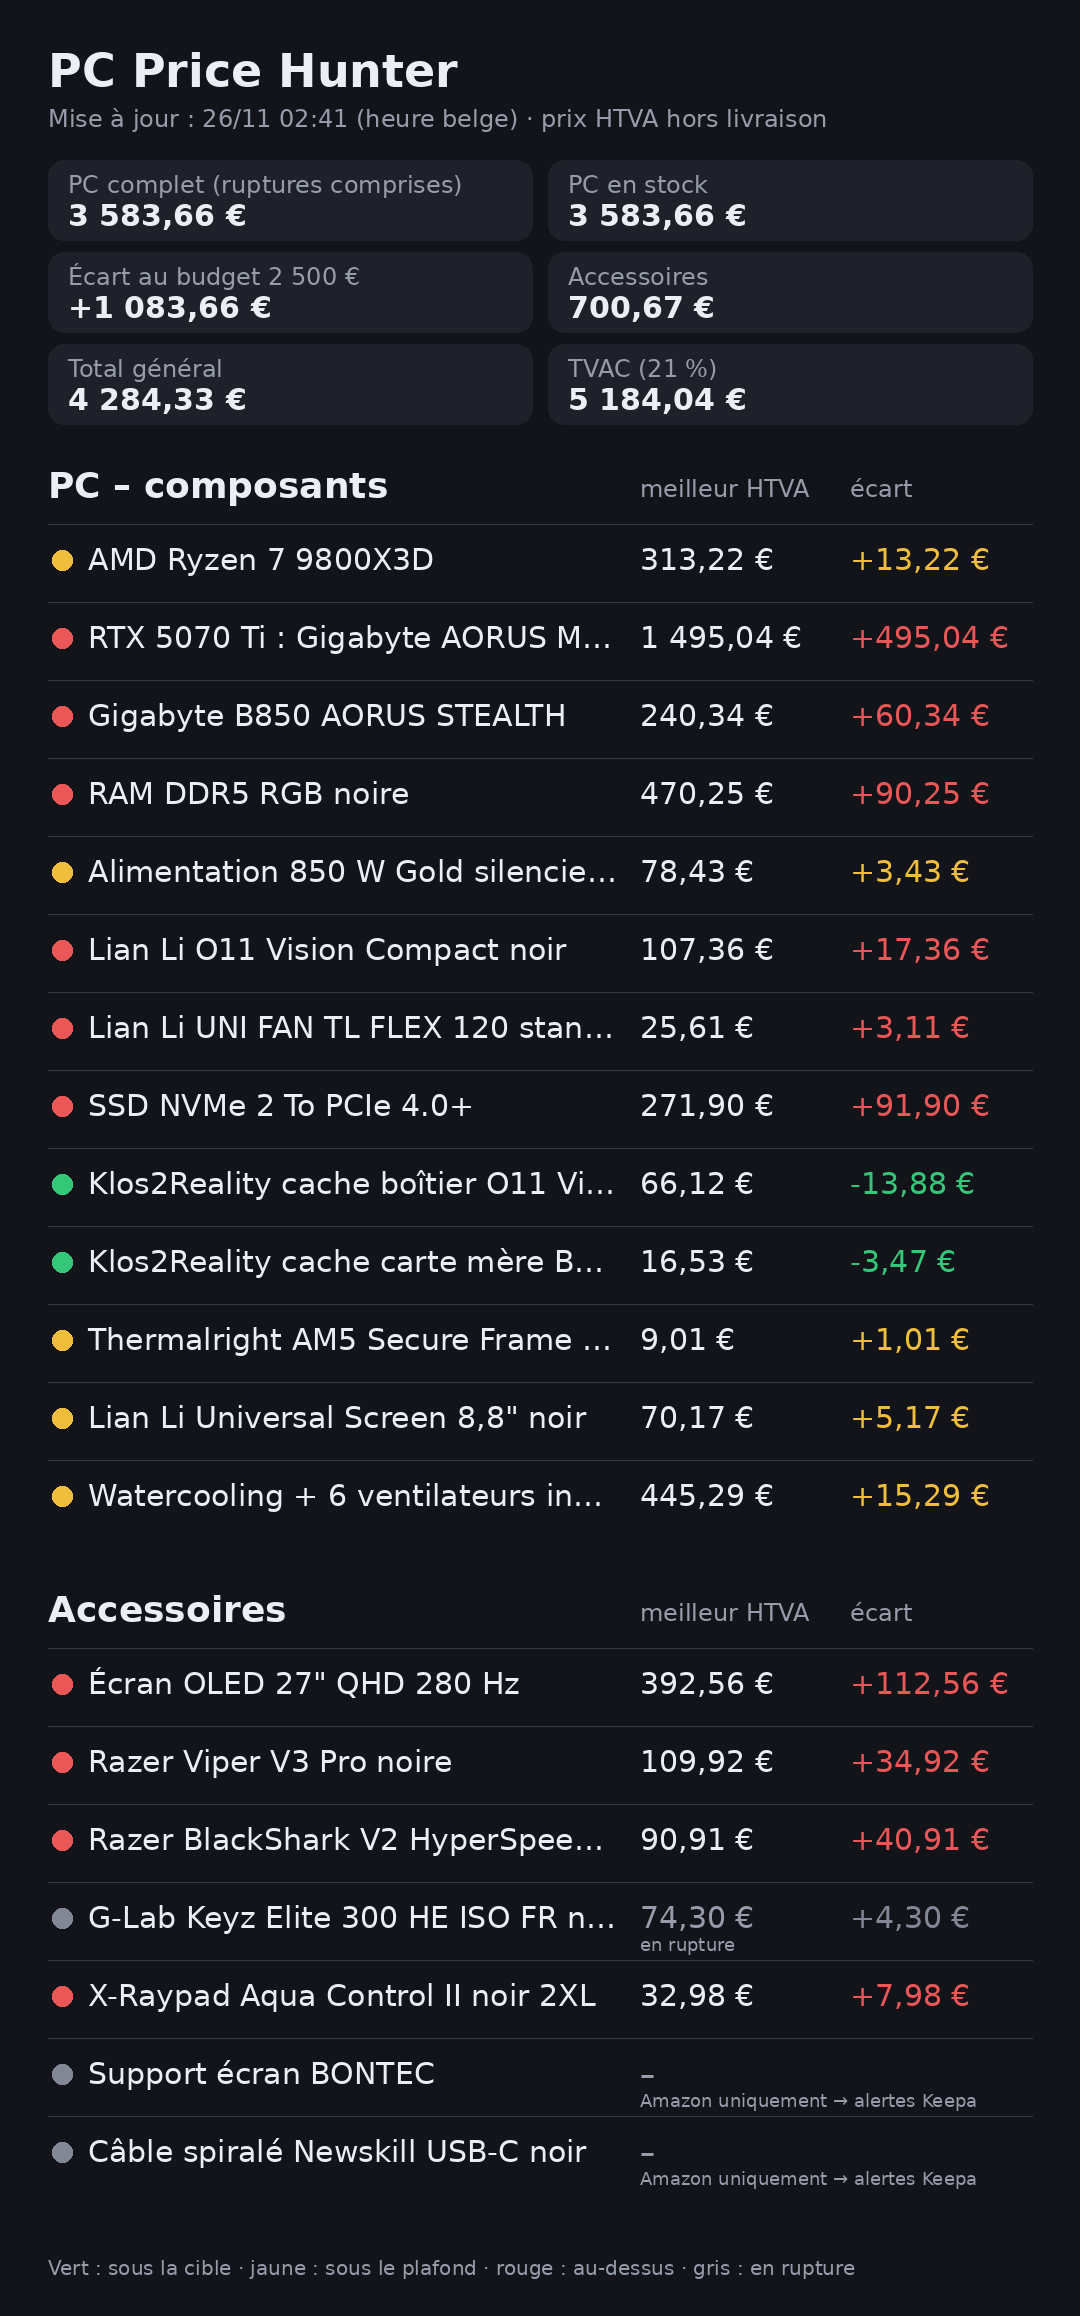 PC Price Hunter
Mise à jour : 26/11 02:41 (heure belge) · prix HTVA hors livraison
PC complet (ruptures comprises)
3 583,66 €
PC en stock
3 583,66 €
Écart au budget 2 500 €
+1 083,66 €
Accessoires
700,67 €
Total général
4 284,33 €
TVAC (21 %)
5 184,04 €
PC – composants meilleur HTVA écart
AMD Ryzen 7 9800X3D 313,22 € +13,22 €
RTX 5070 Ti : Gigabyte AORUS M… 1 495,04 € +495,04 €
Gigabyte B850 AORUS STEALTH 240,34 € +60,34 €
RAM DDR5 RGB noire 470,25 € +90,25 €
Alimentation 850 W Gold silencie… 78,43 € +3,43 €
Lian Li O11 Vision Compact noir 107,36 € +17,36 €
Lian Li UNI FAN TL FLEX 120 stan… 25,61 € +3,11 €
SSD NVMe 2 To PCIe 4.0+ 271,90 € +91,90 €
Klos2Reality cache boîtier O11 Vi… 66,12 € -13,88 €
Klos2Reality cache carte mère B… 16,53 € -3,47 €
Thermalright AM5 Secure Frame … 9,01 € +1,01 €
Lian Li Universal Screen 8,8" noir 70,17 € +5,17 €
Watercooling + 6 ventilateurs in… 445,29 € +15,29 €
Accessoires meilleur HTVA écart
Écran OLED 27" QHD 280 Hz 392,56 € +112,56 €
Razer Viper V3 Pro noire 109,92 € +34,92 €
Razer BlackShark V2 HyperSpee… 90,91 € +40,91 €
G-Lab Keyz Elite 300 HE ISO FR n… 74,30 € +4,30 €
en rupture
X-Raypad Aqua Control II noir 2XL 32,98 € +7,98 €
Support écran BONTEC –
Amazon uniquement → alertes Keepa
Câble spiralé Newskill USB-C noir –
Amazon uniquement → alertes Keepa
Vert : sous la cible · jaune : sous le plafond · rouge : au-dessus · gris : en rupture